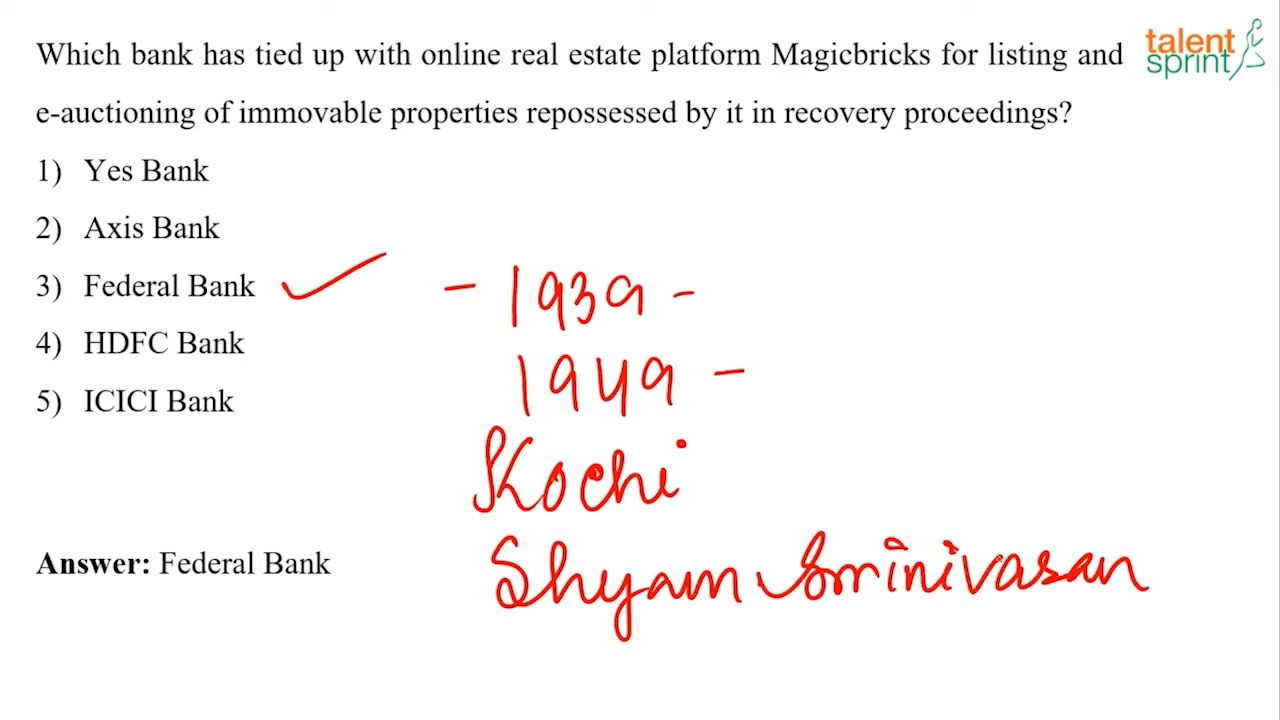 Which bank has tied up with online real estate platform Magicbricks for listing and
talent
sprint
e-auctioning of immovable properties repossessed by it in recovery proceedings?
1) Yes Bank
2) Axis Bank
3) Federal Bank
- 1939 -
4) HDFC Bank
1949 -
5) ICICI Bank
Kochi
Answer: Federal Bank
Shyam Srinivasan